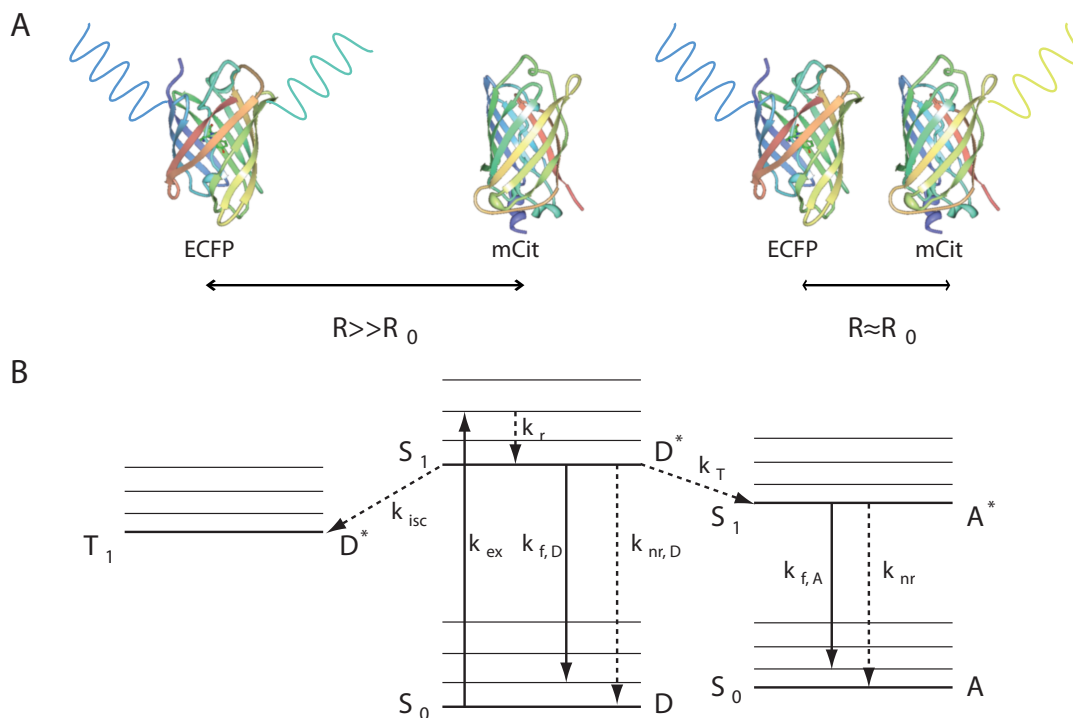 A
ECFP mCit ECFP mCit
R>>R 0 R≈R 0
B
k r
S 1 D* k T
k isc S 1 A*
T 1 D* k ex k f, D k nr, D
k f, A k nr
S 0 D S 0 A